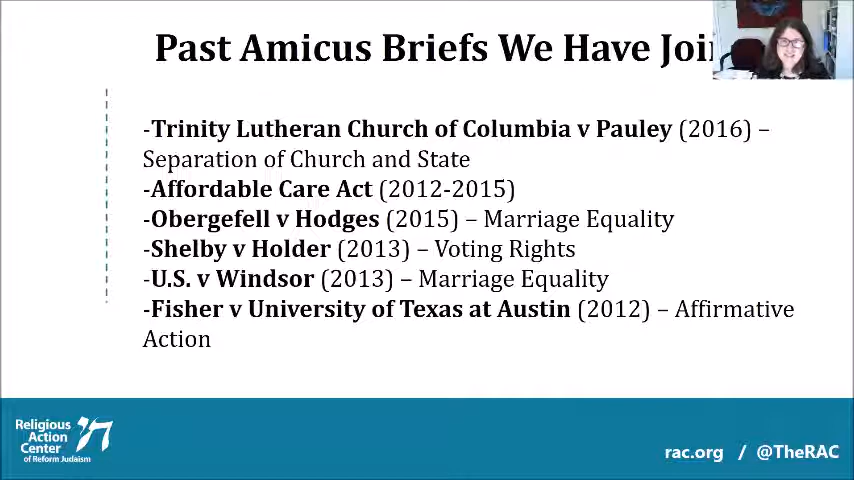 Past Amicus Briefs We Have Joi
-Trinity Lutheran Church of Columbia v Pauley (2016) –
Separation of Church and State
-Affordable Care Act (2012-2015)
-Obergefell v Hodges (2015) – Marriage Equality
-Shelby v Holder (2013) – Voting Rights
-U.S. v Windsor (2013) – Marriage Equality
-Fisher v University of Texas at Austin (2012) – Affirmative
Action
Religious
Action
Center
of Reform Judaism
rac.org / @TheRAC